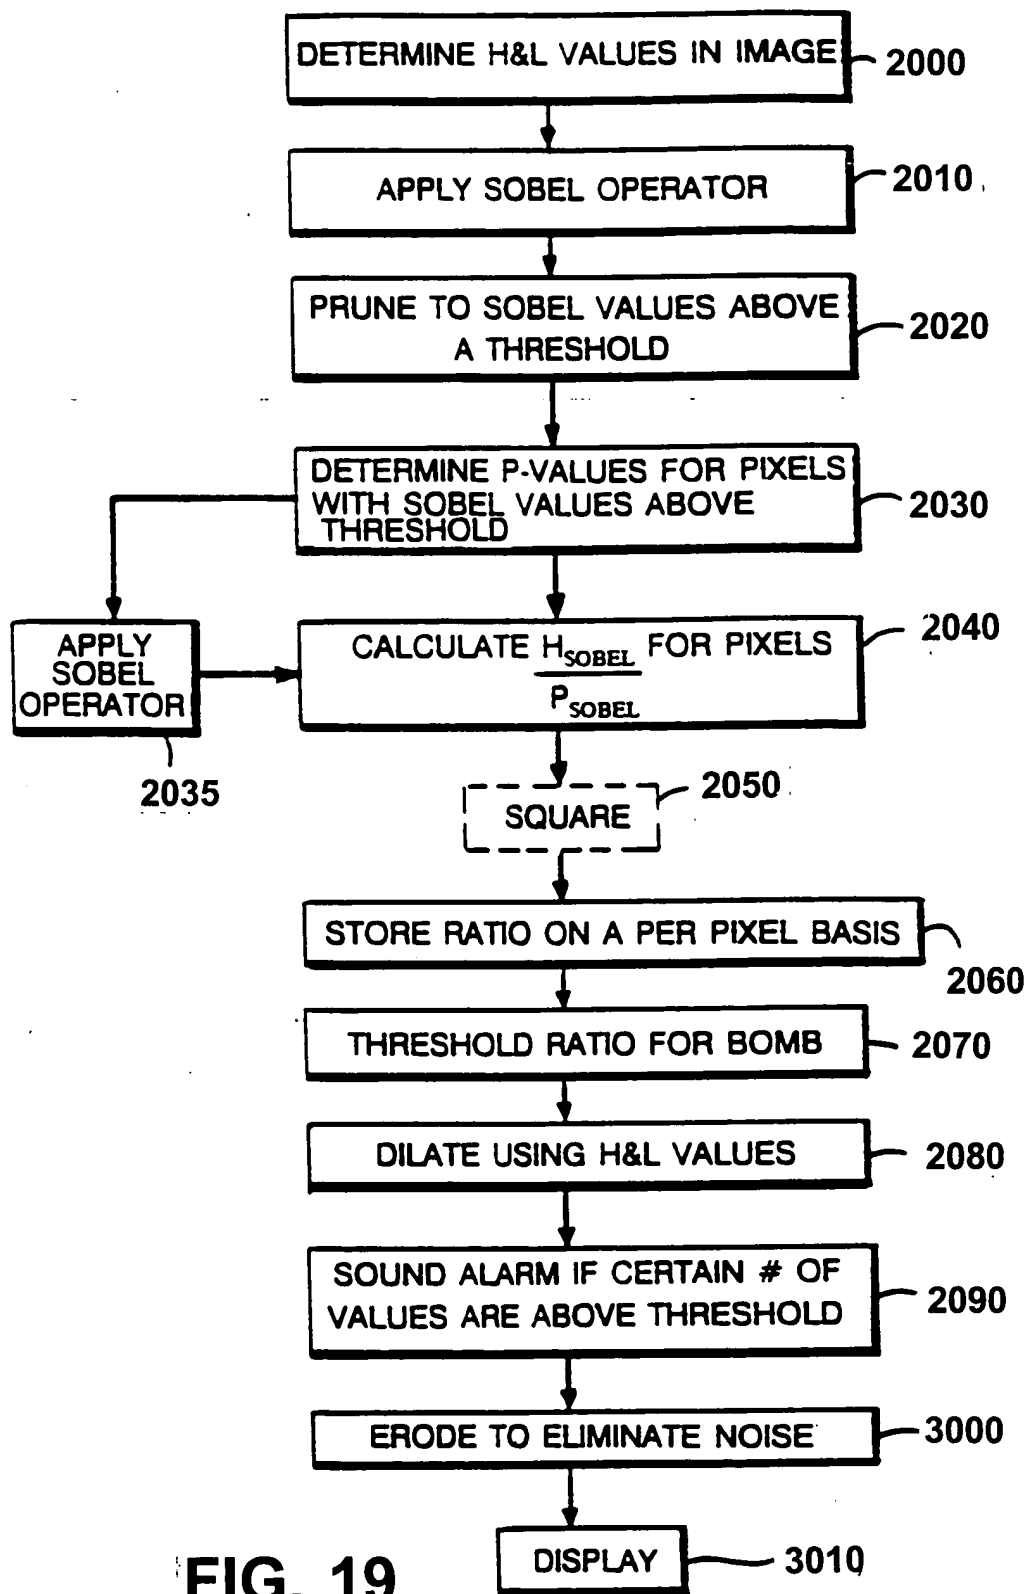 DETERMINE H&L VALUES IN IMAGE
2000
APPLY SOBEL OPERATOR
2010
PRUNE TO SOBEL VALUES ABOVE
A THRESHOLD
2020
DETERMINE P-VALUES FOR PIXELS
WITH SOBEL VALUES ABOVE
THRESHOLD
2030
APPLY
SOBEL
OPERATOR
2035
CALCULATE H SOBEL FOR PIXELS
P SOBEL
2040
SQUARE
2050
STORE RATIO ON A PER PIXEL BASIS
2060
THRESHOLD RATIO FOR BOMB
2070
DILATE USING H&L VALUES
2080
SOUND ALARM IF CERTAIN # OF
VALUES ARE ABOVE THRESHOLD
2090
ERODE TO ELIMINATE NOISE
3000
DISPLAY
3010
FIG. 19